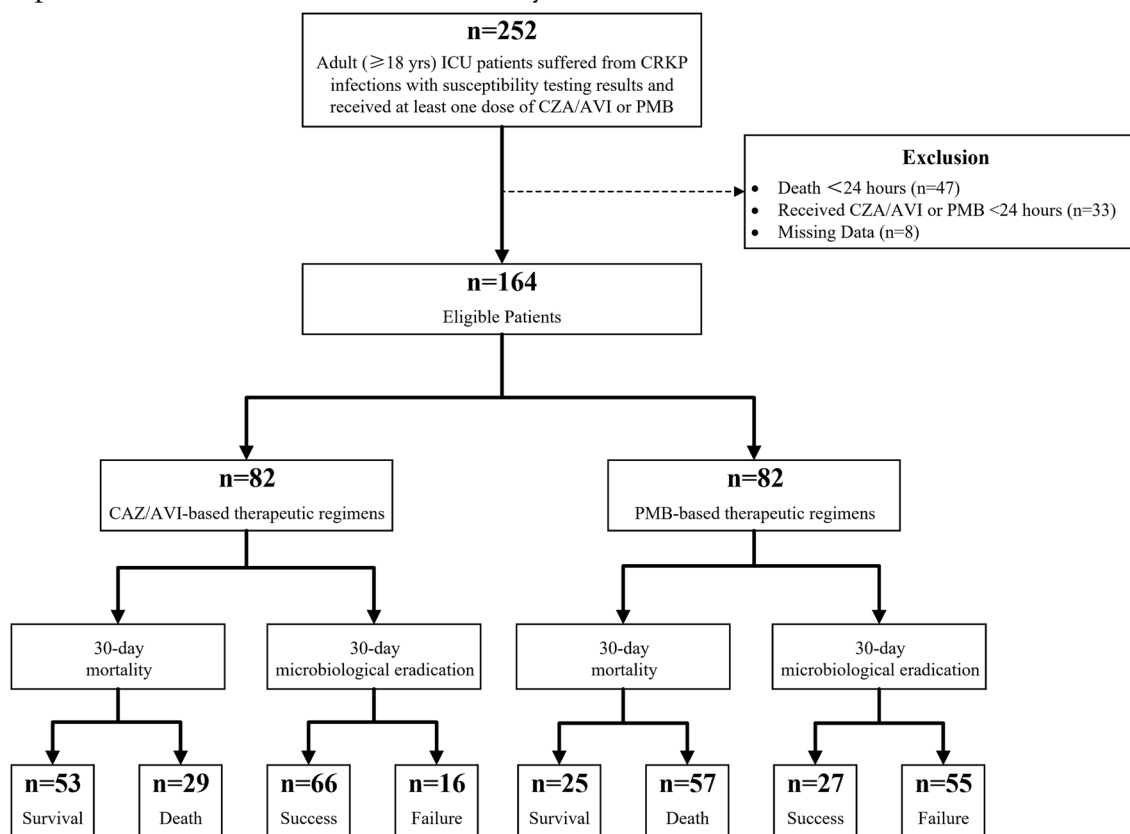 n=252
Adult (≥18 yrs) ICU patients suffered from CRKP
infections with susceptibility testing results and
received at least one dose of CZA/AVI or PMB
Exclusion
• Death <24 hours (n=47)
• Received CZA/AVI or PMB <24 hours (n=33)
• Missing Data (n=8)
n=164
Eligible Patients
n=82
CAZ/AVI-based therapeutic regimens
n=82
PMB-based therapeutic regimens
30-day
mortality
30-day
microbiological eradication
30-day
mortality
30-day
microbiological eradication
n=53
Survival
n=29
Death
n=66
Success
n=16
Failure
n=25
Survival
n=57
Death
n=27
Success
n=55
Failure